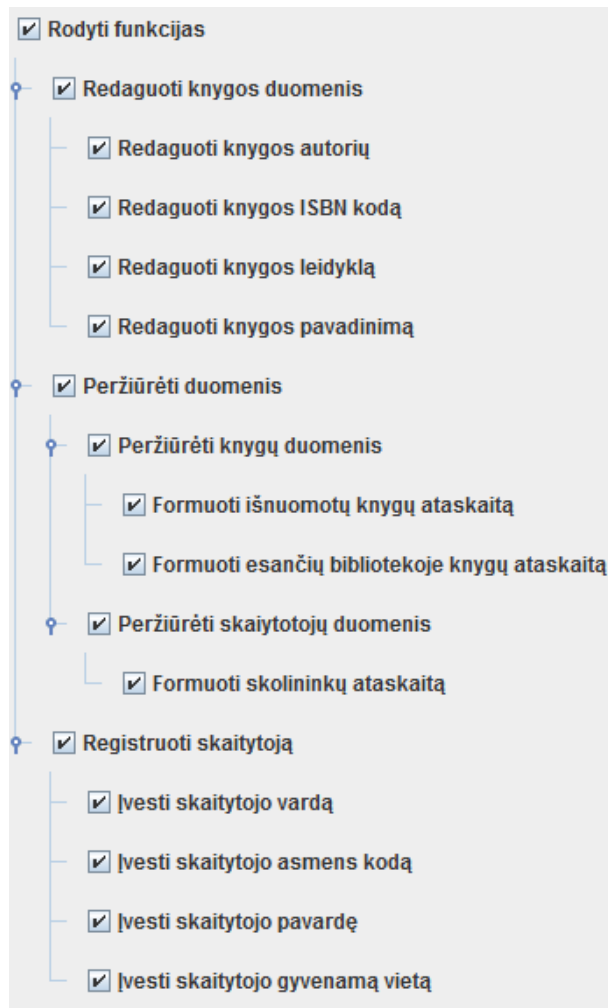 Rodyti funkcijas
Redaguoti knygos duomenis
Redaguoti knygos autorių
Redaguoti knygos ISBN kodą
Redaguoti knygos leidyklą
Redaguoti knygos pavadinimą
Peržiūrėti duomenis
Peržiūrėti knygų duomenis
Formuoti išnuomotų knygų ataskaitą
Formuoti esančių bibliotekoje knygų ataskaitą
Peržiūrėti skaiytotojų duomenis
Formuoti skolininkų ataskaitą
Registruoti skaitytoją
Įvesti skaitytojo vardą
Įvesti skaitytojo asmens kodą
Įvesti skaitytojo pavardę
Įvesti skaitytojo gyvenamą vietą